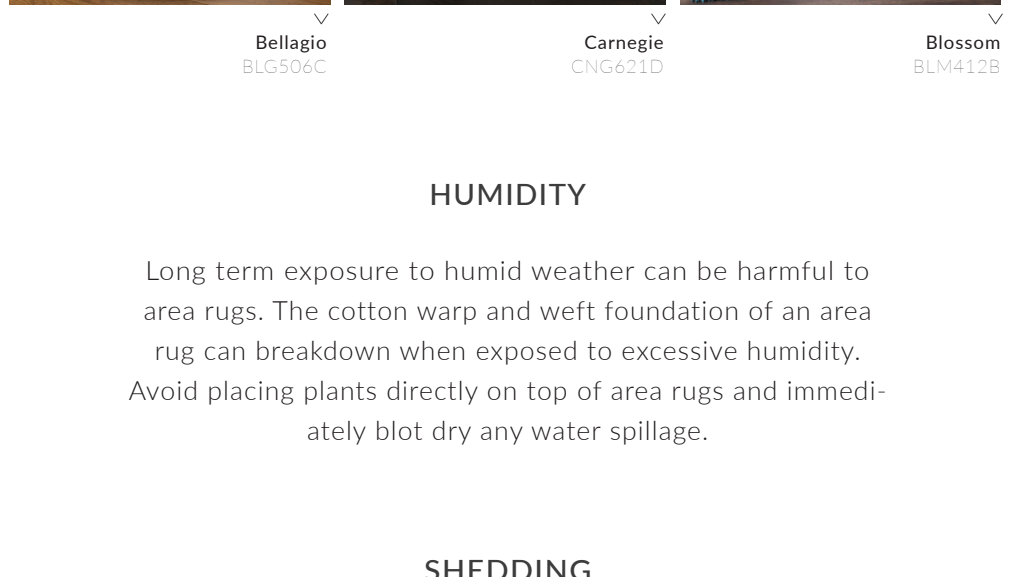 Bellagio Carnegie Blossom
BLG506C CNG621D BLM412B
HUMIDITY
Long term exposure to humid weather can be harmful to
area rugs. The cotton warp and weft foundation of an area
rug can breakdown when exposed to excessive humidity.
Avoid placing plants directly on top of area rugs and immedi-
ately blot dry any water spillage.
SHEDDING